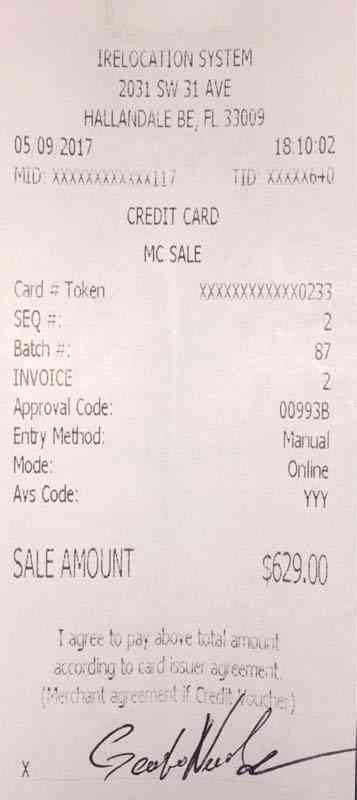 IRELOCATION SYSTEM
2031 SW 31 AVE
HALLANDALE BE, FL 33009
05/09/2017 18:10:02
MID: XXXXXXXXXXXX117 TID: XXXXX640
CREDIT CARD
MC SALE
Card # Token XXXXXXXXXXXX0233
SEQ #: 2
Batch #: 87
INVOICE 2
Approval Code: 00993B
Entry Method: Manual
Mode: Online
Avs Code: YYY
SALE AMOUNT $629.00
I agree to pay above total amount
according to card issuer agreement.
(Merchant agreement if Credit Voucher)
X